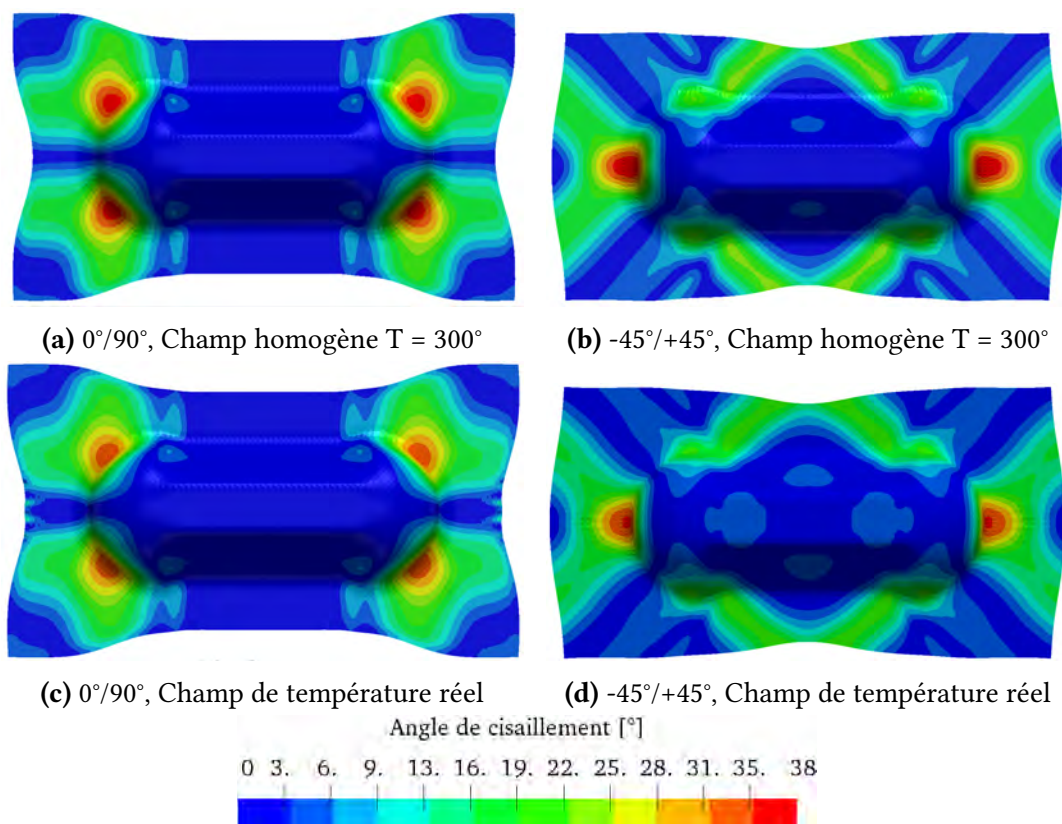 (a) 0°/90°, Champ homogène T = 300°
(b) -45°/+45°, Champ homogène T = 300°
(c) 0°/90°, Champ de température réel
(d) -45°/+45°, Champ de température réel
Angle de cisaillement [°]
0 3. 6. 9. 13. 16. 19. 22. 25. 28. 31. 35. 38